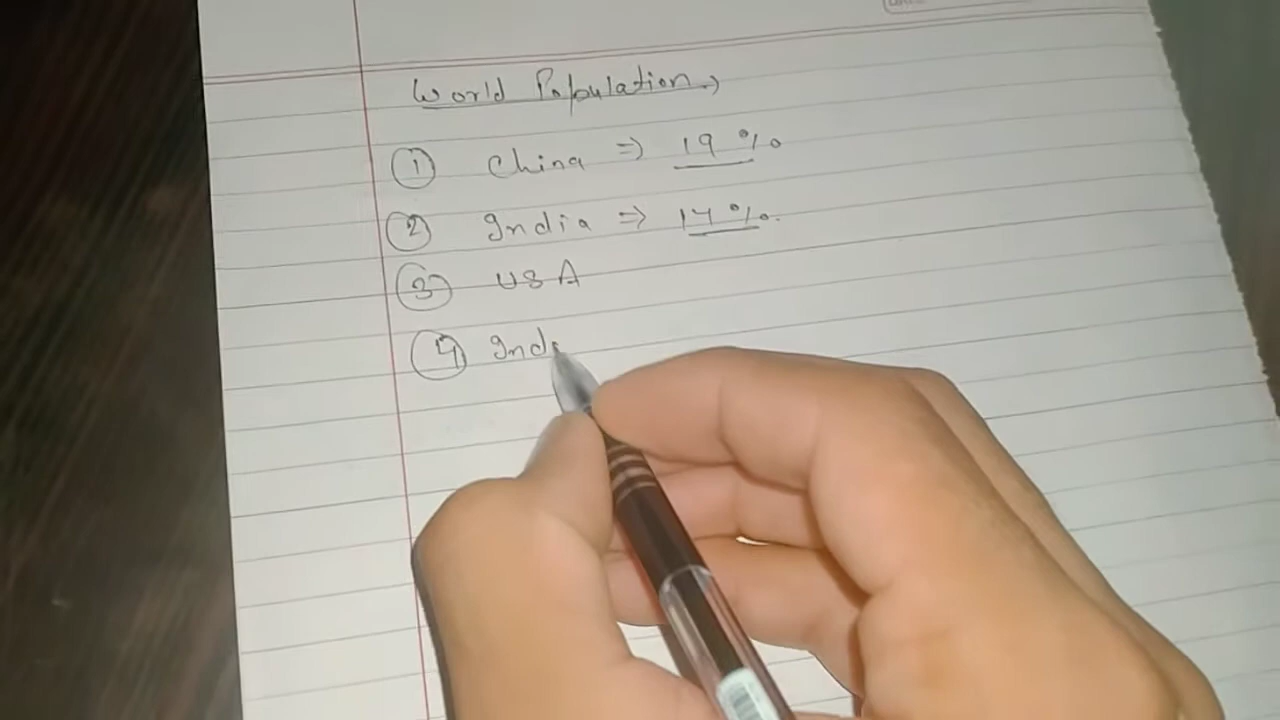 World Population →
① China ⇒ 19%
② India ⇒ 14%.
③ USA
④ Ind